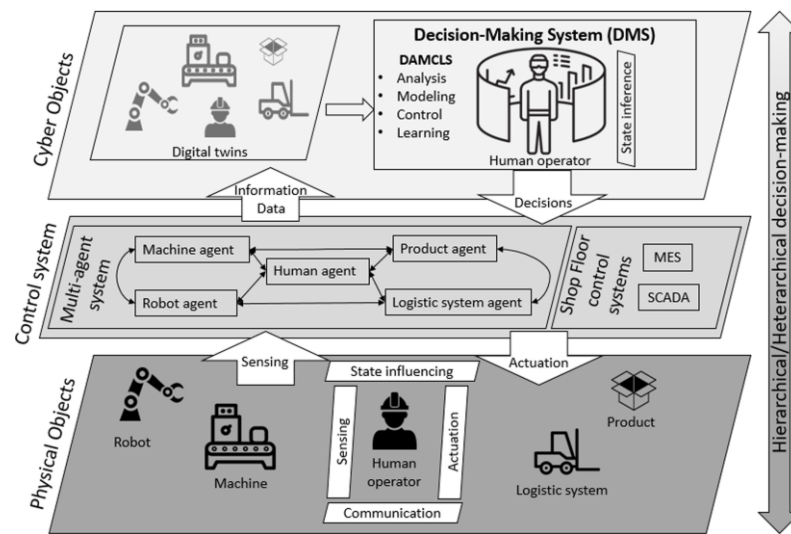 Cyber Objects
Digital twins
Decision-Making System (DMS)
DAMCLS
• Analysis
• Modeling
• Control
• Learning
Human operator
State inference
Information
Data
Decisions
Control system
Multi-agent
system
Machine agent
Product agent
Human agent
Robot agent
Logistic system agent
Shop Floor
control
systems
MES
SCADA
Sensing
Actuation
Physical Objects
Robot
Machine
State influencing
Sensing
Human
operator
Actuation
Communication
Logistic system
Product
Hierarchical/Heterarchical decision-making